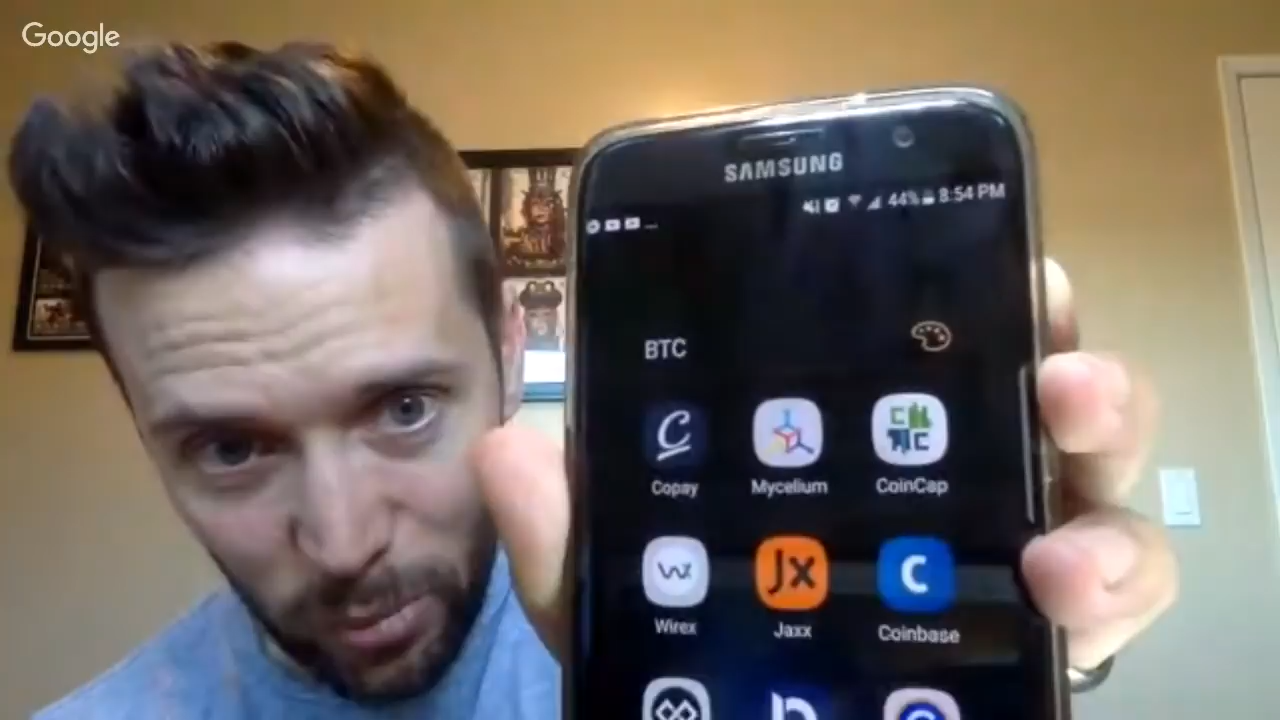 Google
SAMSUNG
44% 8:54 PM
BTC
Copay Mycelium CoinCap
Wirex Jaxx Coinbase